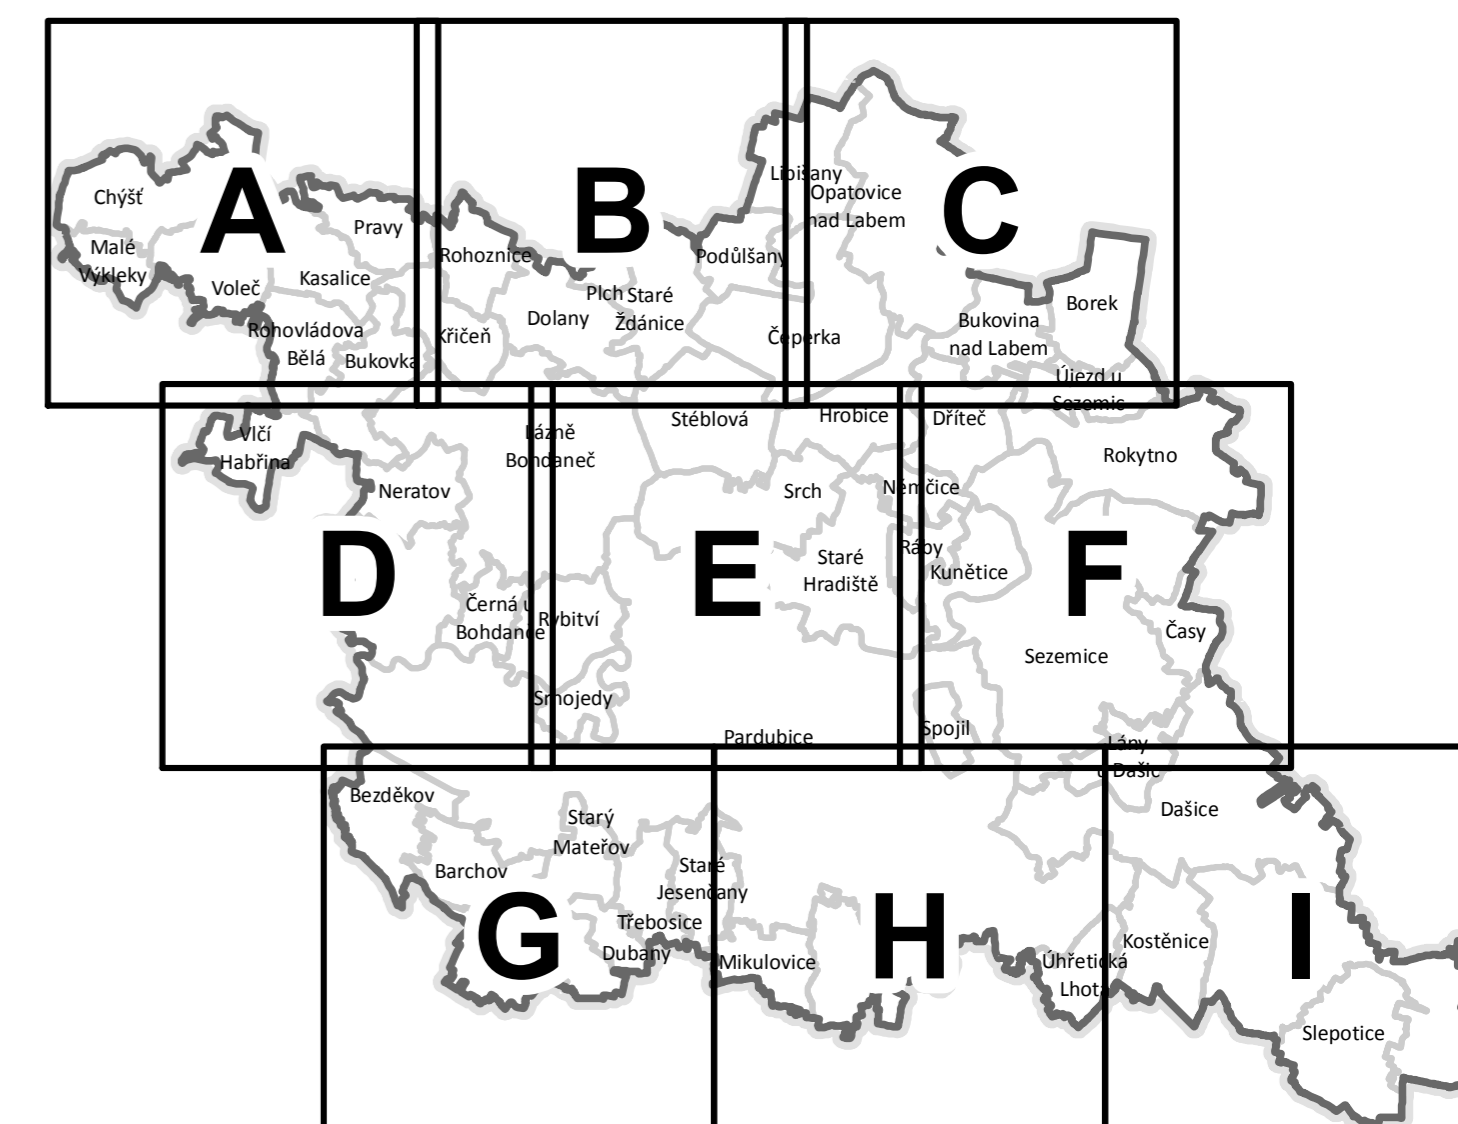 A
B
C
Chýšť
Malé
Výkleky
Voleč
Pravy
Kasalice
Rohovládova
Bělá
Bukovka
Rohoznice
Křičeň
Dolany
Plch
Staré
Ždánice
Podůlšany
Libišany
Opatovice
nad Labem
Čeperka
Bukovina
nad Labem
Borek
Újezd u
Sezemic
D
E
F
Vlčí
Habřina
Neratov
Lázně
Bohdaneč
Stéblová
Hrobice
Dříteč
Rokytno
Srch
Němčice
Staré
Hradiště
Ráby
Kunětice
Černá u
Bohdanče
Rybitví
Srnojedy
Časy
Sezemice
Spojil
Pardubice
Lány
u Dašic
G
H
I
Bezděkov
Starý
Mateřov
Barchov
Staré
Jesenčany
Třebosice
Dubany
Mikulovice
Dašice
Kostěnice
Úhřetická
Lhota
Slepotice